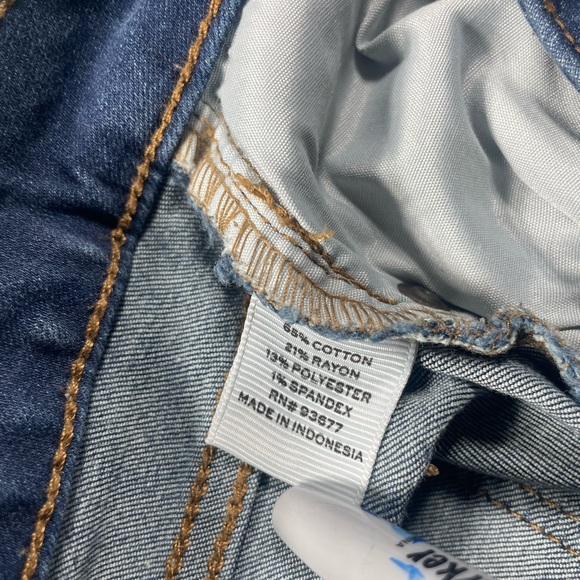 65% COTTON
21% RAYON
13% POLYESTER
1% SPANDEX
RN# 93677
MADE IN INDONESIA